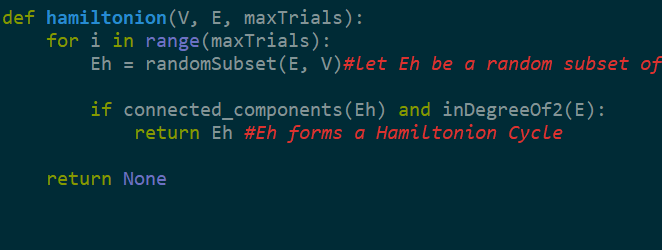 def hamiltonion(V, E, maxTrials):
    for i in range(maxTrials):
        Eh = randomSubset(E, V)#let Eh be a random subset of
        if connected_components(Eh) and inDegreeOf2(E):
            return Eh #Eh forms a Hamiltonion Cycle
    return None